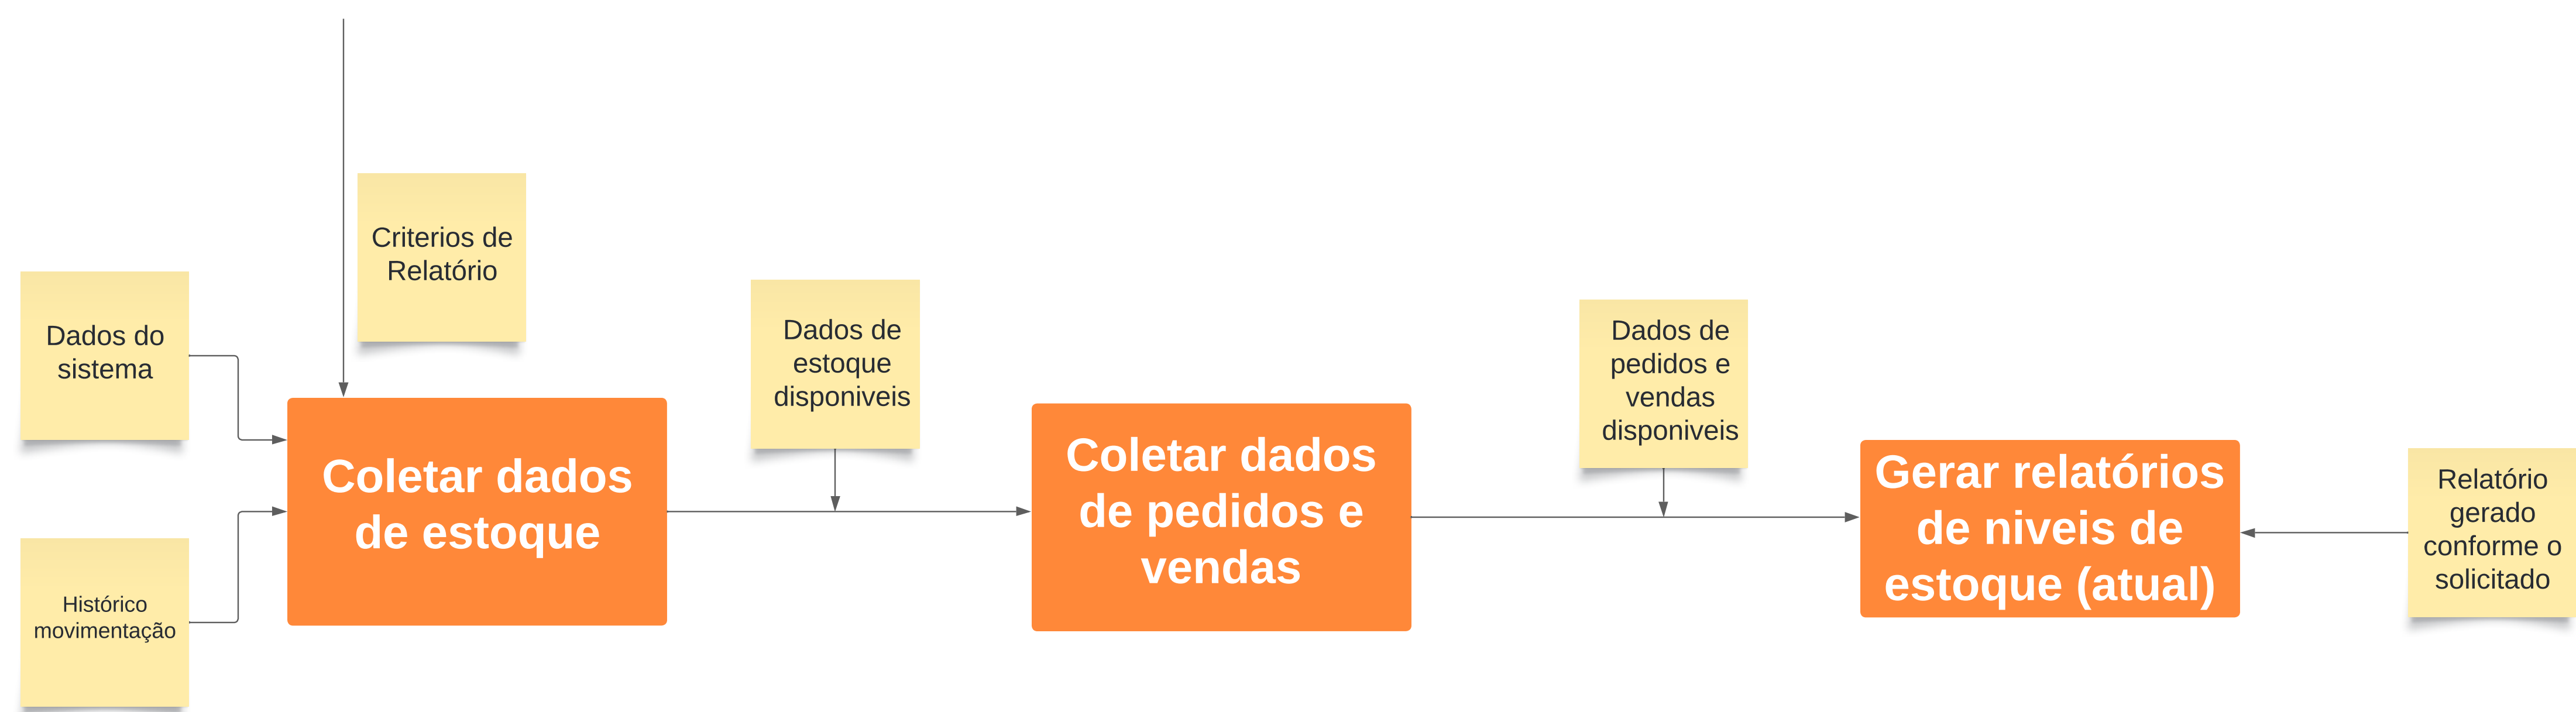 Criterios de
Relatório
Dados do
sistema
Histórico
movimentação
Coletar dados
de estoque
Dados de
estoque
disponiveis
Coletar dados
de pedidos e
vendas
Dados de
pedidos e
vendas
disponiveis
Gerar relatórios
de niveis de
estoque (atual)
Relatório
gerado
conforme o
solicitado